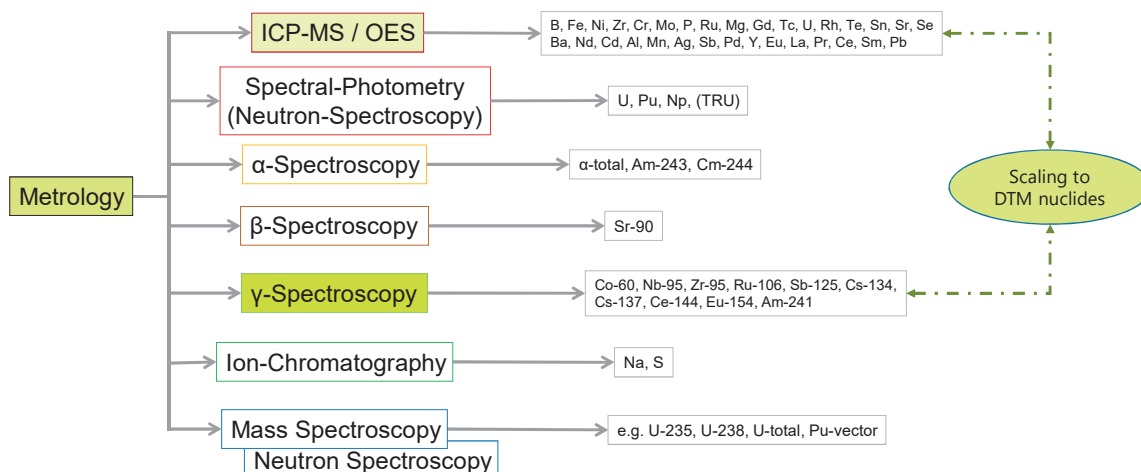 ICP-MS / OES
B, Fe, Ni, Zr, Cr, Mo, P, Ru, Mg, Gd, Tc, U, Rh, Te, Sn, Sr, Se
Ba, Nd, Cd, Al, Mn, Ag, Sb, Pd, Y, Eu, La, Pr, Ce, Sm, Pb
Spectral-Photometry
(Neutron-Spectroscopy)
U, Pu, Np, (TRU)
α-Spectroscopy
α-total, Am-243, Cm-244
Metrology
Scaling to
DTM nuclides
β-Spectroscopy
Sr-90
γ-Spectroscopy
Co-60, Nb-95, Zr-95, Ru-106, Sb-125, Cs-134,
Cs-137, Ce-144, Eu-154, Am-241
Ion-Chromatography
Na, S
Mass Spectroscopy
e.g. U-235, U-238, U-total, Pu-vector
Neutron Spectroscopy